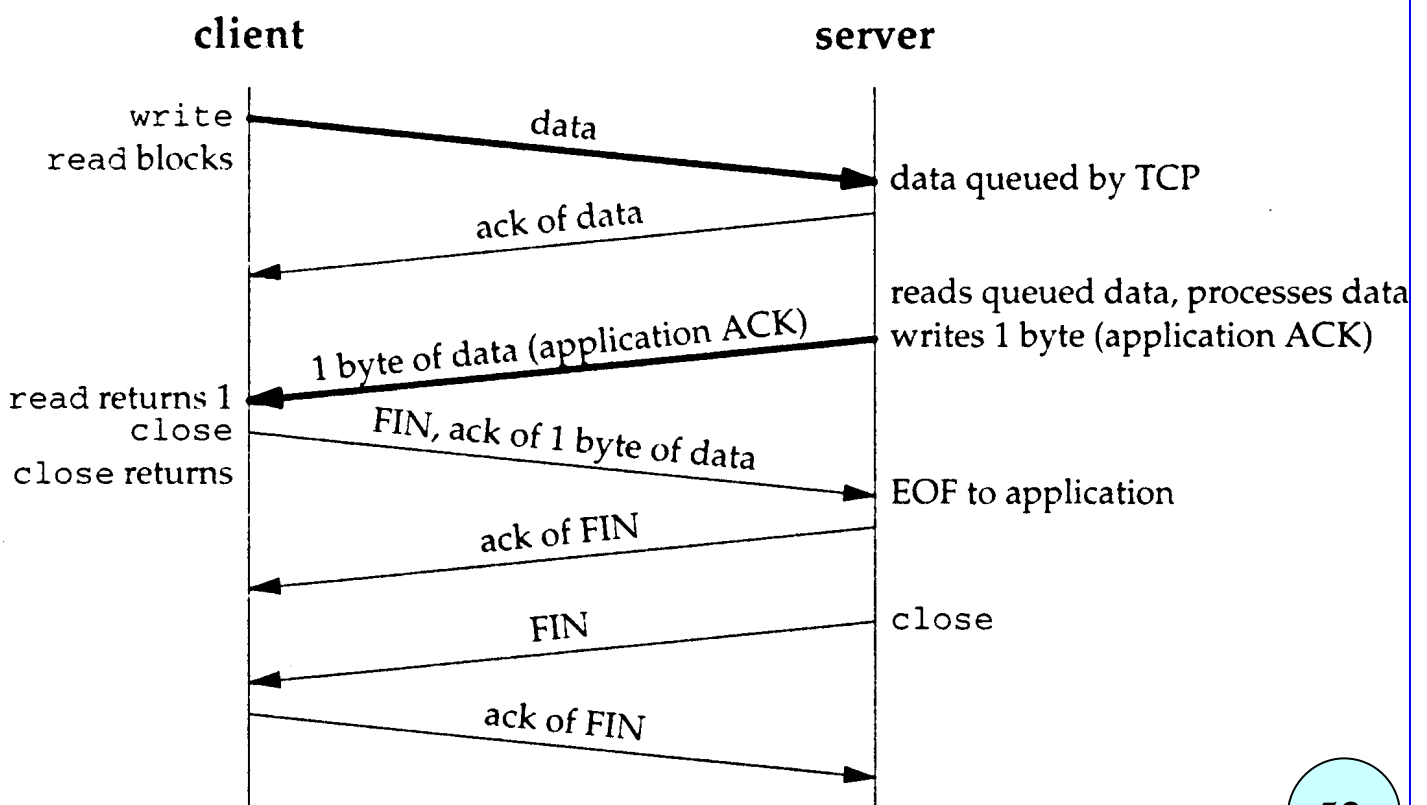 client
server
write
data
read blocks
data queued by TCP
ack of data
reads queued data, processes data
writes 1 byte (application ACK)
1 byte of data (application ACK)
read returns 1
close
FIN, ack of 1 byte of data
close returns
EOF to application
ack of FIN
close
FIN
ack of FIN